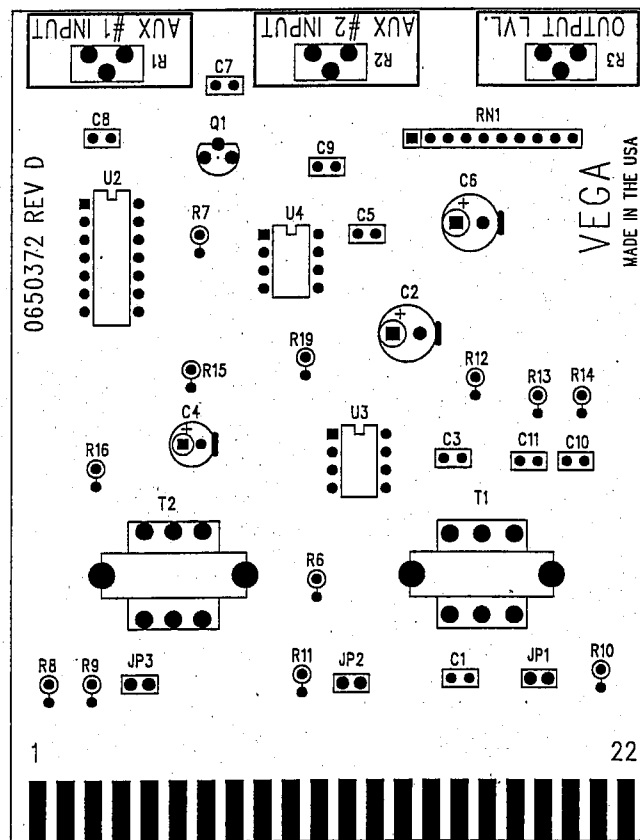 AUX #1 INPUT
R1
AUX #2 INPUT
R2
OUTPUT LVL.
R3
C7
C8
Q1
C9
RN1
0650372 REV D
U2
R7
U4
C5
C6
+
VEGA
MADE IN THE USA
C2
+
R19
R15
R12
R13
R14
C4
+
U3
R16
C3
C11
C10
T2
T1
R6
R8
R9
JP3
R11
JP2
C1
JP1
R10
1
22